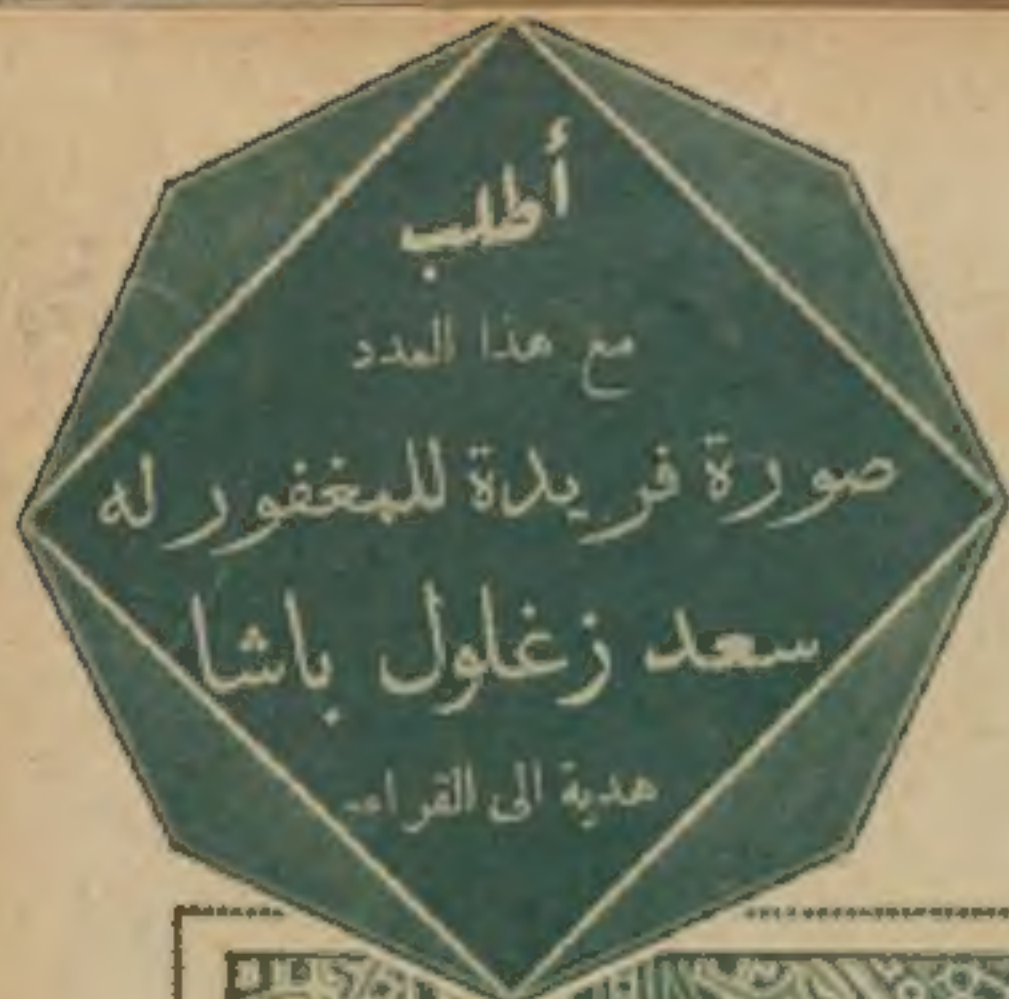 أطلب
مع هذا العدد
صورة فريدة للمغفور له
سعد زغلول باشا
هدية الى القراء